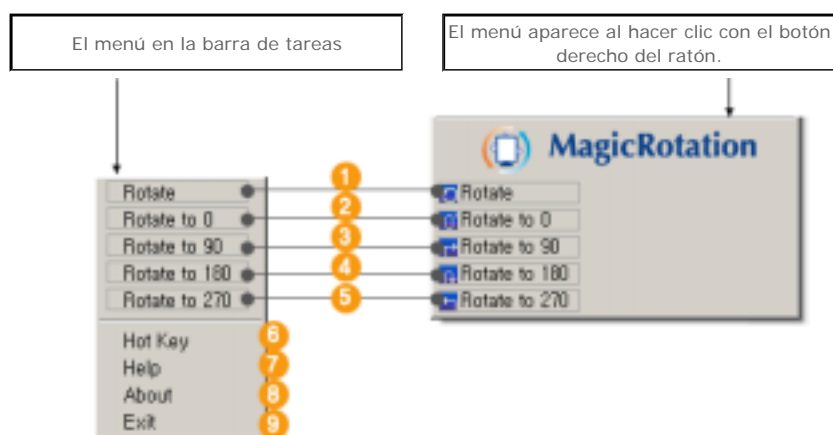 El menú en la barra de tareas
El menú aparece al hacer clic con el botón
derecho del ratón.
MagicRotation
Rotate 1 Rotate
Rotate to 0 2 Rotate to 0
Rotate to 90 3 Rotate to 90
Rotate to 180 4 Rotate to 180
Rotate to 270 5 Rotate to 270
Hot Key 6
Help 7
About 8
Exit 9